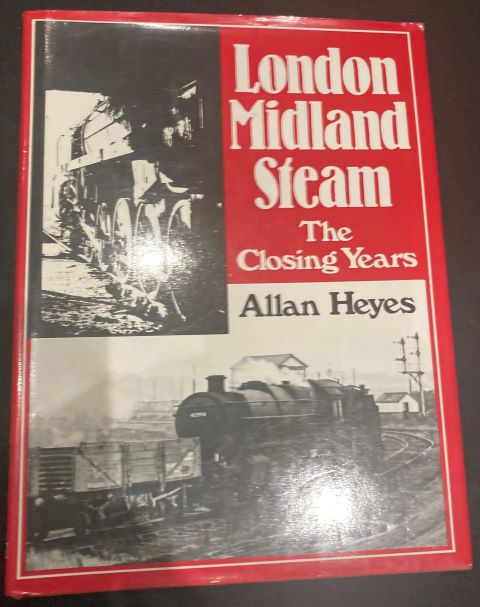 London
Midland
Steam
The
Closing Years
Allan Heyes